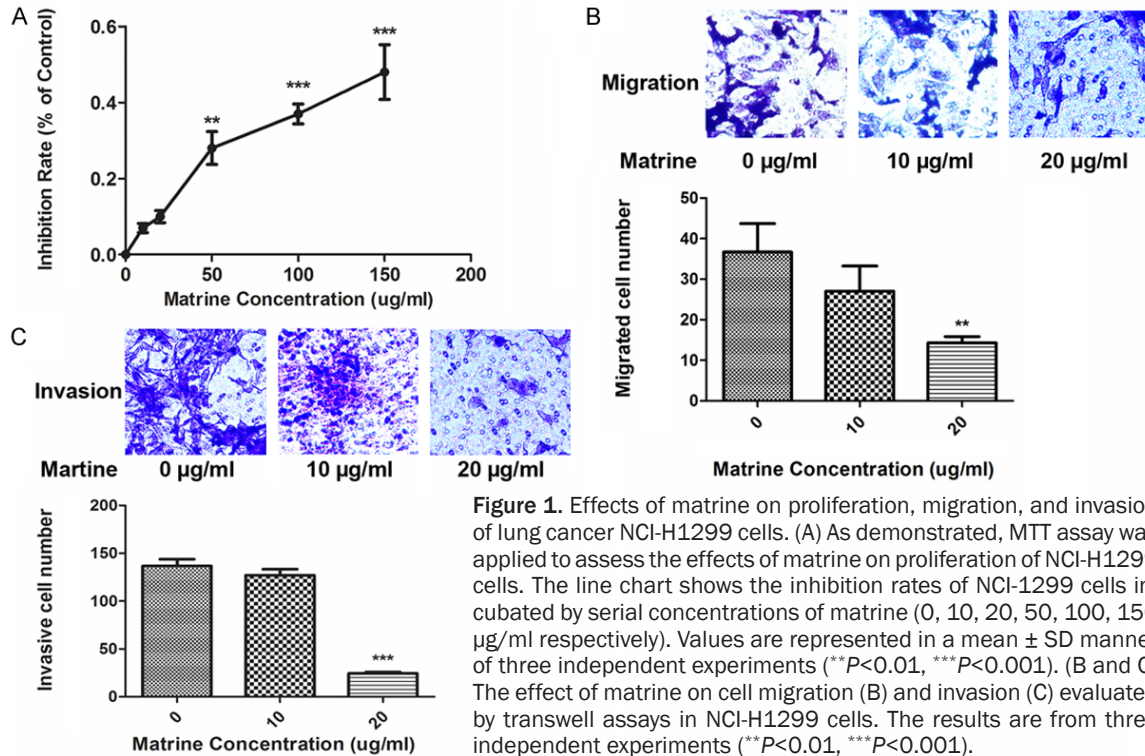 A
0.6
0.4
0.2
0.0
Inhibition Rate (% of Control)
**
***
***
0 50 100 150 200
Matrine Concentration (ug/ml)
B
Migration
Matrine 0 µg/ml 10 µg/ml 20 µg/ml
50
40
30
20
10
0
Migrated cell number
**
0 10 20
Matrine Concentration (ug/ml)
C
Invasion
Martine 0 µg/ml 10 µg/ml 20 µg/ml
200
150
100
50
0
Invasive cell number
***
0 10 20
Matrine Concentration (ug/ml)
Figure 1. Effects of matrine on proliferation, migration, and invasion
of lung cancer NCI-H1299 cells. (A) As demonstrated, MTT assay wa
applied to assess the effects of matrine on proliferation of NCI-H129
cells. The line chart shows the inhibition rates of NCI-1299 cells in
cubated by serial concentrations of matrine (0, 10, 20, 50, 100, 15
µg/ml respectively). Values are represented in a mean ± SD manne
of three independent experiments (**P<0.01, ***P<0.001). (B and C
The effect of matrine on cell migration (B) and invasion (C) evaluate
by transwell assays in NCI-H1299 cells. The results are from thre
independent experiments (**P<0.01, ***P<0.001).